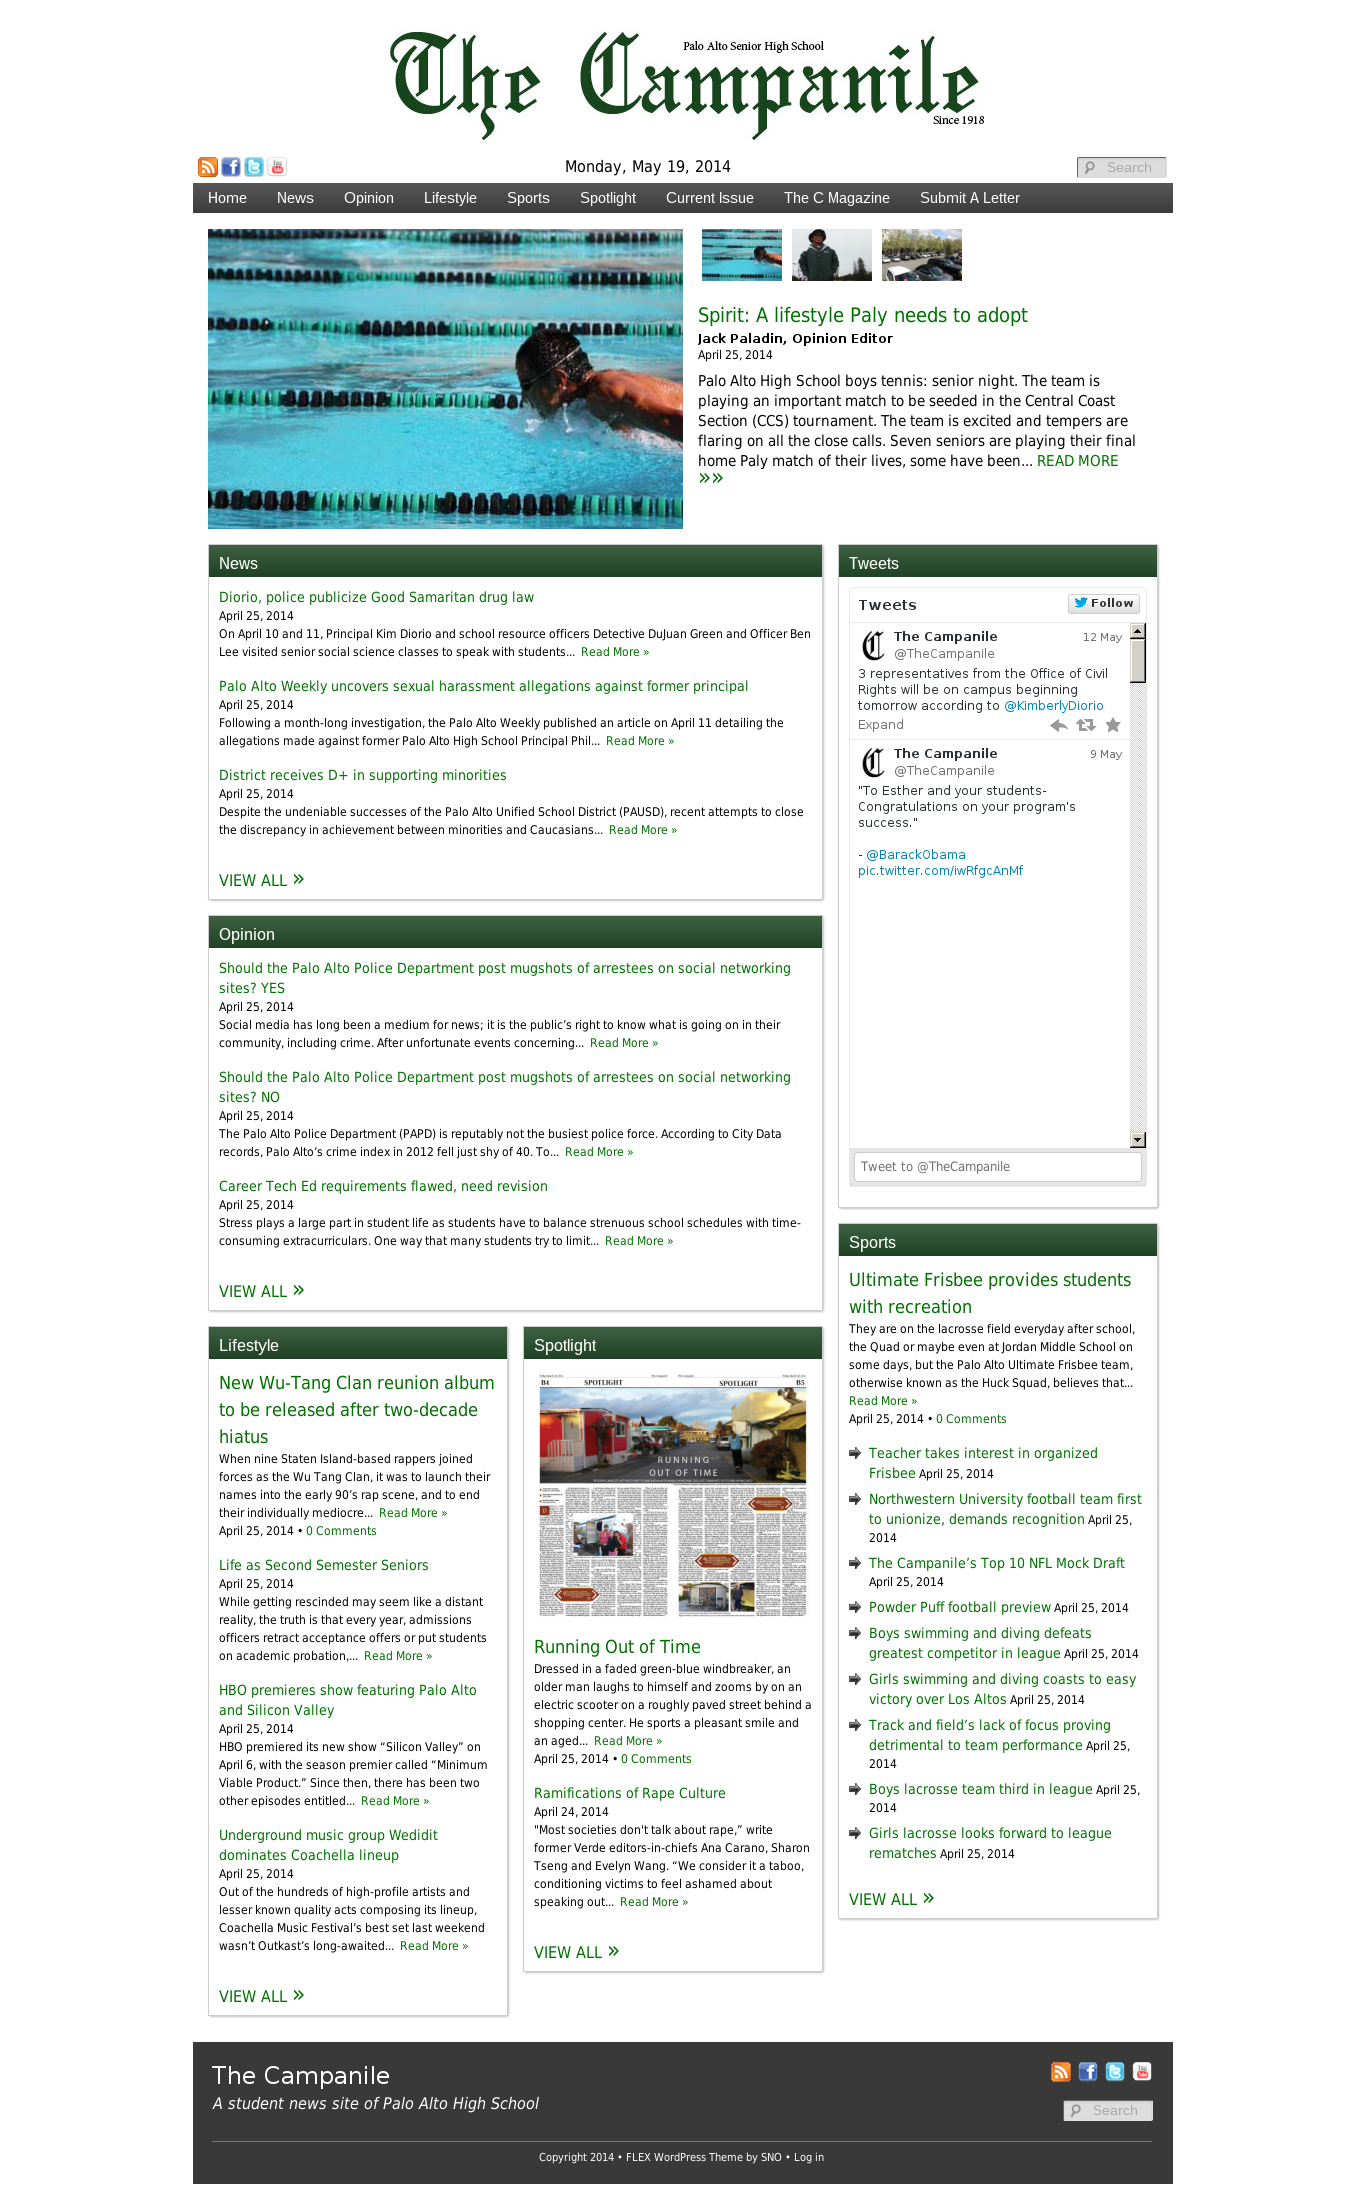 The Campanile
Palo Alto Senior High School
Since 1918
Monday, May 19, 2014
Search
Home News Opinion Lifestyle Sports Spotlight Current Issue The C Magazine Submit A Letter
Spirit: A lifestyle Paly needs to adopt
Jack Paladin, Opinion Editor
April 25, 2014
Palo Alto High School boys tennis: senior night. The team is
playing an important match to be seeded in the Central Coast
Section (CCS) tournament. The team is excited and tempers are
flaring on all the close calls. Seven seniors are playing their final
home Paly match of their lives, some have been... READ MORE
»»
News
Diorio, police publicize Good Samaritan drug law
April 25, 2014
On April 10 and 11, Principal Kim Diorio and school resource officers Detective DuJuan Green and Officer Ben
Lee visited senior social science classes to speak with students... Read More »
Palo Alto Weekly uncovers sexual harassment allegations against former principal
April 25, 2014
Following a month-long investigation, the Palo Alto Weekly published an article on April 11 detailing the
allegations made against former Palo Alto High School Principal Phil... Read More »
District receives D+ in supporting minorities
April 25, 2014
Despite the undeniable successes of the Palo Alto Unified School District (PAUSD), recent attempts to close
the discrepancy in achievement between minorities and Caucasians... Read More »
VIEW ALL »
Opinion
Should the Palo Alto Police Department post mugshots of arrestees on social networking
sites? YES
April 25, 2014
Social media has long been a medium for news; it is the public’s right to know what is going on in their
community, including crime. After unfortunate events concerning... Read More »
Should the Palo Alto Police Department post mugshots of arrestees on social networking
sites? NO
April 25, 2014
The Palo Alto Police Department (PAPD) is reputably not the busiest police force. According to City Data
records, Palo Alto’s crime index in 2012 fell just shy of 40. To... Read More »
Career Tech Ed requirements flawed, need revision
April 25, 2014
Stress plays a large part in student life as students have to balance strenuous school schedules with time-
consuming extracurriculars. One way that many students try to limit... Read More »
VIEW ALL »
Lifestyle
New Wu-Tang Clan reunion album
to be released after two-decade
hiatus
When nine Staten Island-based rappers joined
forces as the Wu Tang Clan, it was to launch their
names into the early 90’s rap scene, and to end
their individually mediocre... Read More »
April 25, 2014 • 0 Comments
Life as Second Semester Seniors
April 25, 2014
While getting rescinded may seem like a distant
reality, the truth is that every year, admissions
officers retract acceptance offers or put students
on academic probation,... Read More »
HBO premieres show featuring Palo Alto
and Silicon Valley
April 25, 2014
HBO premiered its new show “Silicon Valley” on
April 6, with the season premier called “Minimum
Viable Product.” Since then, there has been two
other episodes entitled... Read More »
Underground music group Wedidit
dominates Coachella lineup
April 25, 2014
Out of the hundreds of high-profile artists and
lesser known quality acts composing its lineup,
Coachella Music Festival’s best set last weekend
wasn’t Outkast’s long-awaited... Read More »
VIEW ALL »
Spotlight
B4 SPOTLIGHT SPOTLIGHT B5
RUNNING
OUT OF TIME
Running Out of Time
Dressed in a faded green-blue windbreaker, an
older man laughs to himself and zooms by on an
electric scooter on a roughly paved street behind a
shopping center. He sports a pleasant smile and
an aged... Read More »
April 25, 2014 • 0 Comments
Ramifications of Rape Culture
April 24, 2014
"Most societies don't talk about rape,” write
former Verde editors-in-chiefs Ana Carano, Sharon
Tseng and Evelyn Wang. “We consider it a taboo,
conditioning victims to feel ashamed about
speaking out... Read More »
VIEW ALL »
Tweets
Tweets Follow
The Campanile 12 May
@TheCampanile
3 representatives from the Office of Civil
Rights will be on campus beginning
tomorrow according to @KimberlyDiorio
Expand
The Campanile 9 May
@TheCampanile
"To Esther and your students-
Congratulations on your program's
success."
- @BarackObama
pic.twitter.com/iwRfgcAnMf
Tweet to @TheCampanile
Sports
Ultimate Frisbee provides students
with recreation
They are on the lacrosse field everyday after school,
the Quad or maybe even at Jordan Middle School on
some days, but the Palo Alto Ultimate Frisbee team,
otherwise known as the Huck Squad, believes that...
Read More »
April 25, 2014 • 0 Comments
Teacher takes interest in organized
Frisbee April 25, 2014
Northwestern University football team first
to unionize, demands recognition April 25,
2014
The Campanile’s Top 10 NFL Mock Draft
April 25, 2014
Powder Puff football preview April 25, 2014
Boys swimming and diving defeats
greatest competitor in league April 25, 2014
Girls swimming and diving coasts to easy
victory over Los Altos April 25, 2014
Track and field’s lack of focus proving
detrimental to team performance April 25,
2014
Boys lacrosse team third in league April 25,
2014
Girls lacrosse looks forward to league
rematches April 25, 2014
VIEW ALL »
The Campanile
A student news site of Palo Alto High School
Search
Copyright 2014 • FLEX WordPress Theme by SNO • Log in